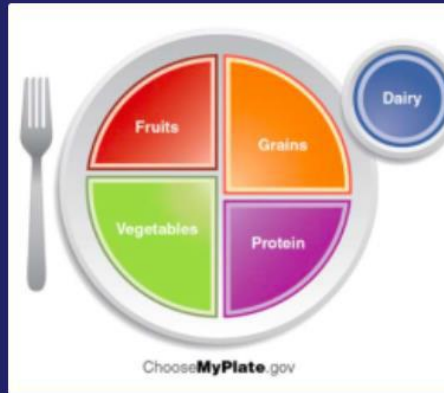 Dairy
Fruits
Grains
Vegetables
Protein
ChooseMyPlate.gov